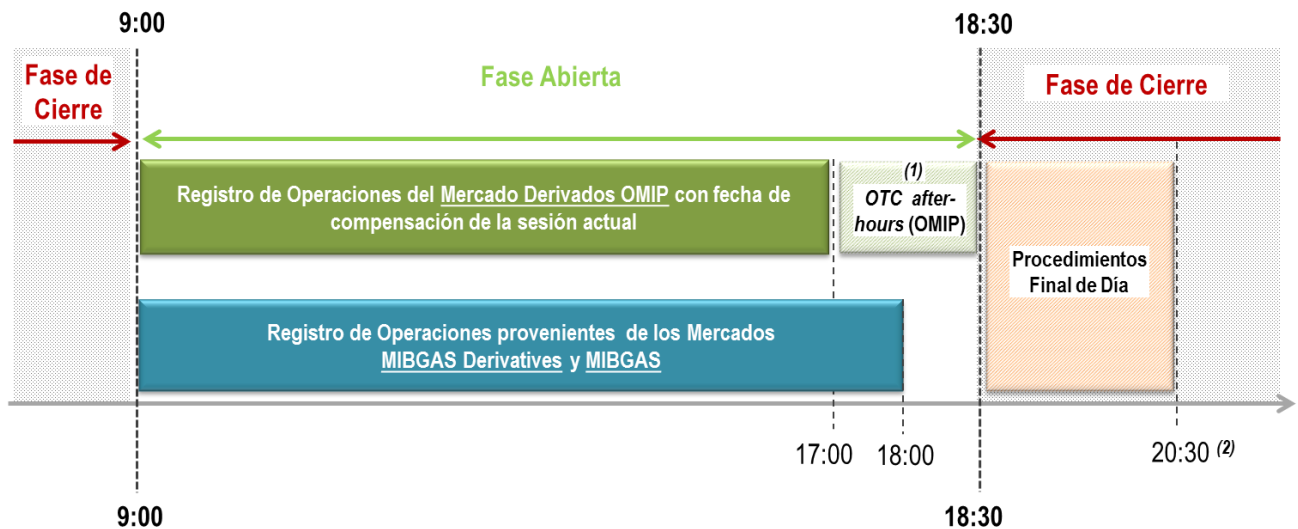 9:00
18:30
Fase de
Cierre
Fase Abierta
Fase de Cierre
Registro de Operaciones del Mercado Derivados OMIP con fecha de
compensación de la sesión actual
(1)
OTC after-
hours (OMIP)
Procedimientos
Final de Día
Registro de Operaciones provenientes de los Mercados
MIBGAS Derivatives y MIBGAS
17:00
18:00
20:30 (2)
9:00
18:30